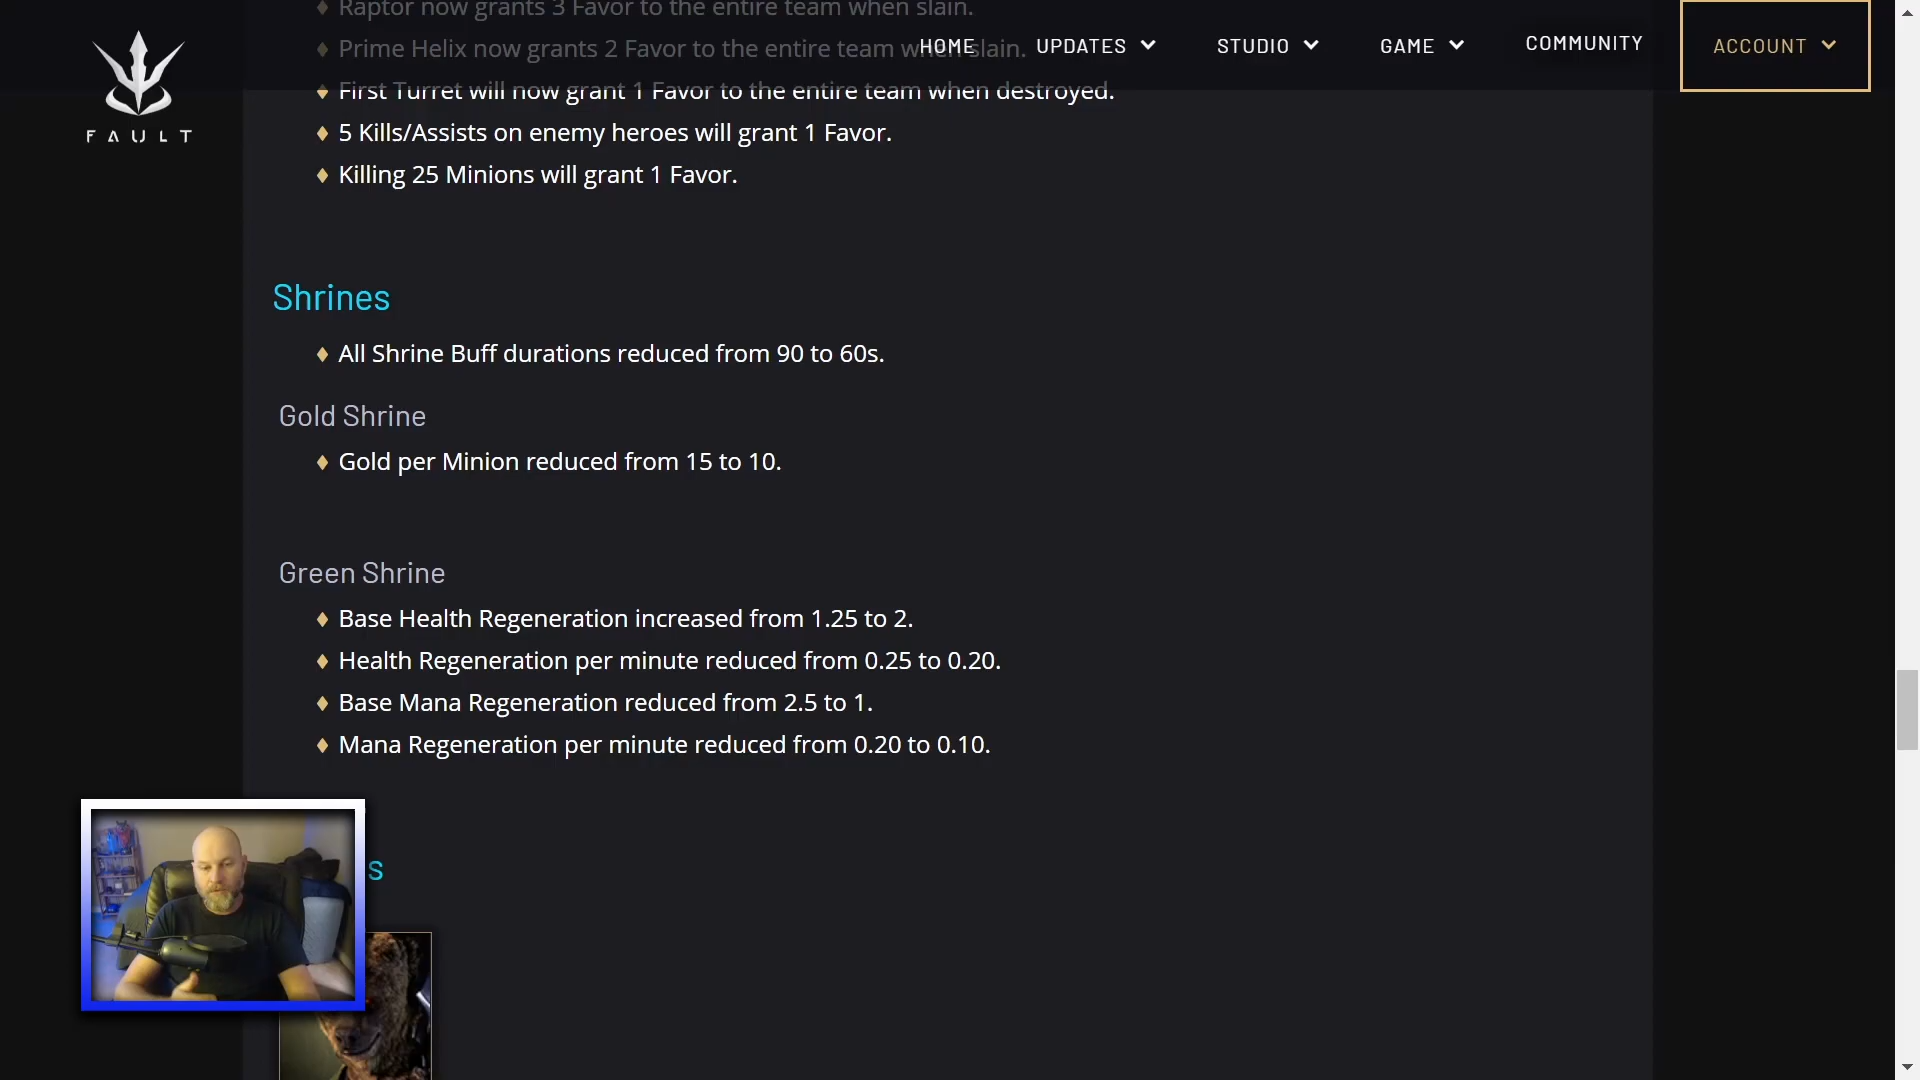 Raptor now grants 3 Favor to the entire team when slain.
Prime Helix now grants 2 Favor to the entire team when slain.
HOME
UPDATES
STUDIO
GAME
COMMUNITY
ACCOUNT
First Turret will now grant 1 Favor to the entire team when destroyed.
FAULT
5 Kills/Assists on enemy heroes will grant 1 Favor.
Killing 25 Minions will grant 1 Favor.
Shrines
All Shrine Buff durations reduced from 90 to 60s.
Gold Shrine
Gold per Minion reduced from 15 to 10.
Green Shrine
Base Health Regeneration increased from 1.25 to 2.
Health Regeneration per minute reduced from 0.25 to 0.20.
Base Mana Regeneration reduced from 2.5 to 1.
Mana Regeneration per minute reduced from 0.20 to 0.10.